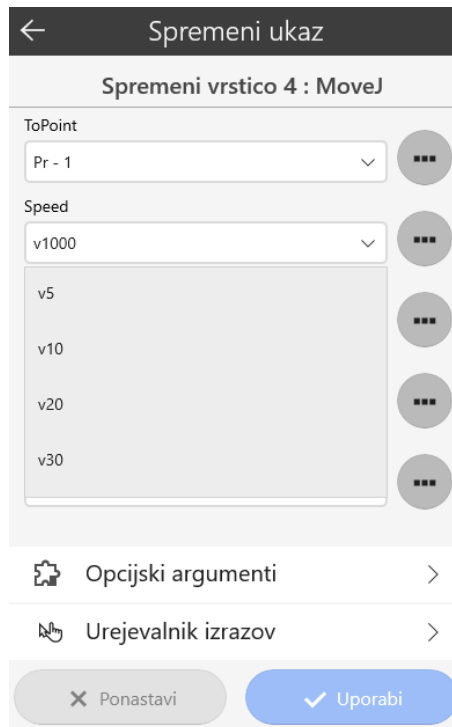 Spremeni ukaz
Spremeni vrstico 4 : MoveJ
ToPoint
Pr - 1
Speed
v1000
v5
v10
v20
v30
Opcijski argumenti
Urejevalnik izrazov
Ponastavi
Uporabi